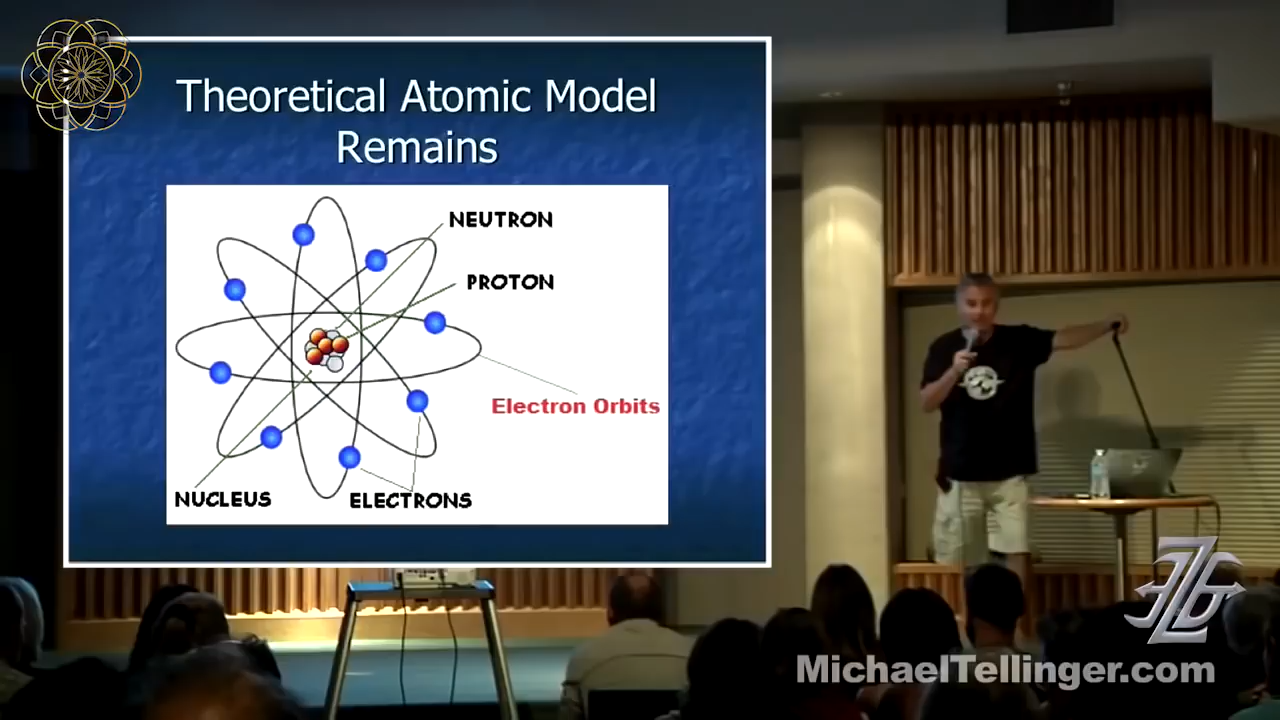 Theoretical Atomic Model
Remains
NEUTRON
PROTON
Electron Orbits
NUCLEUS
ELECTRONS
MichaelTellinger.com